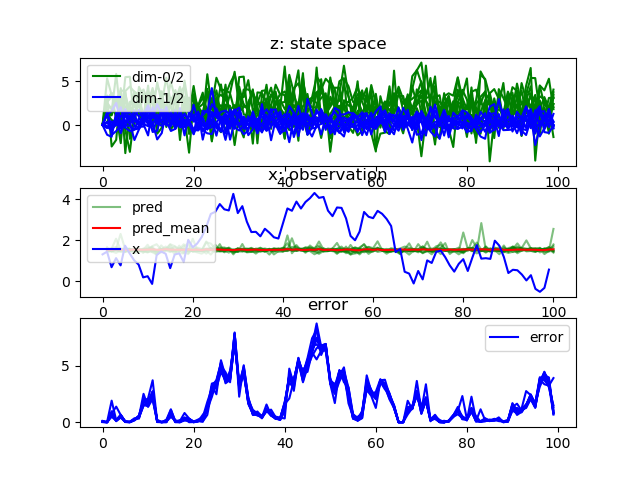 z: state space
5
0
dim-0/2
dim-1/2
0 20 40 60 80 100
x: observation
4
2
0
pred
pred_mean
x
0 20 40 60 80 100
error
5
0
error
0 20 40 60 80 100